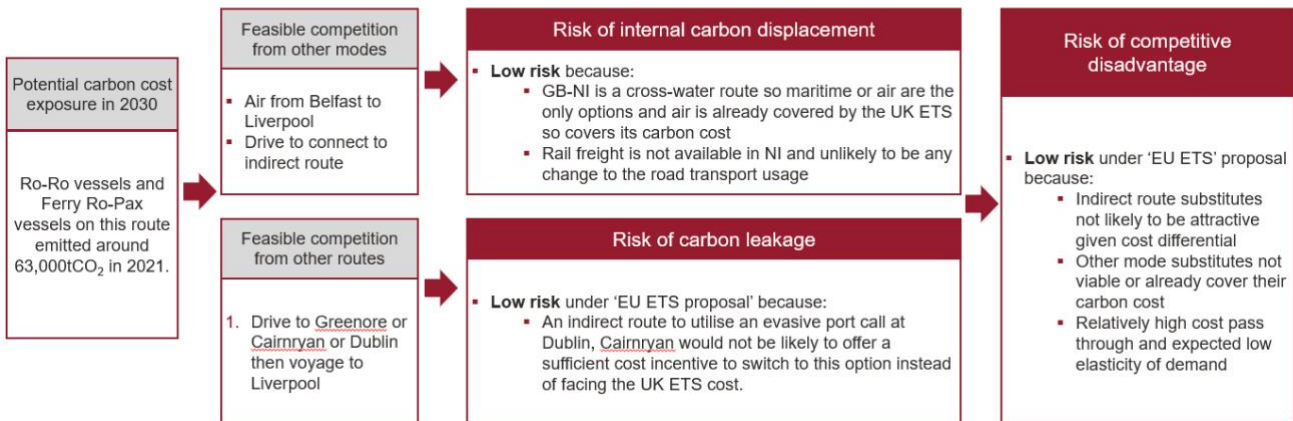 Potential carbon cost
exposure in 2030
Ro-Ro vessels and
Ferry Ro-Pax
vessels on this route
emitted around
63,000tCO₂ in 2021.
Feasible competition
from other modes
▪ Air from Belfast to
Liverpool
▪ Drive to connect to
indirect route
Risk of internal carbon displacement
▪ Low risk because:
▪ GB-NI is a cross-water route so maritime or air are the
only options and air is already covered by the UK ETS
so covers its carbon cost
▪ Rail freight is not available in NI and unlikely to be any
change to the road transport usage
Feasible competition
from other routes
1. Drive to Greenore or
Cairnryan or Dublin
then voyage to
Liverpool
Risk of carbon leakage
▪ Low risk under ‘EU ETS proposal’ because:
▪ An indirect route to utilise an evasive port call at
Dublin, Cairnryan would not be likely to offer a
sufficient cost incentive to switch to this option instead
of facing the UK ETS cost.
Risk of competitive
disadvantage
▪ Low risk under ‘EU ETS’ proposal
because:
▪ Indirect route substitutes
not likely to be attractive
given cost differential
▪ Other mode substitutes not
viable or already cover their
carbon cost
▪ Relatively high cost pass
through and expected low
elasticity of demand